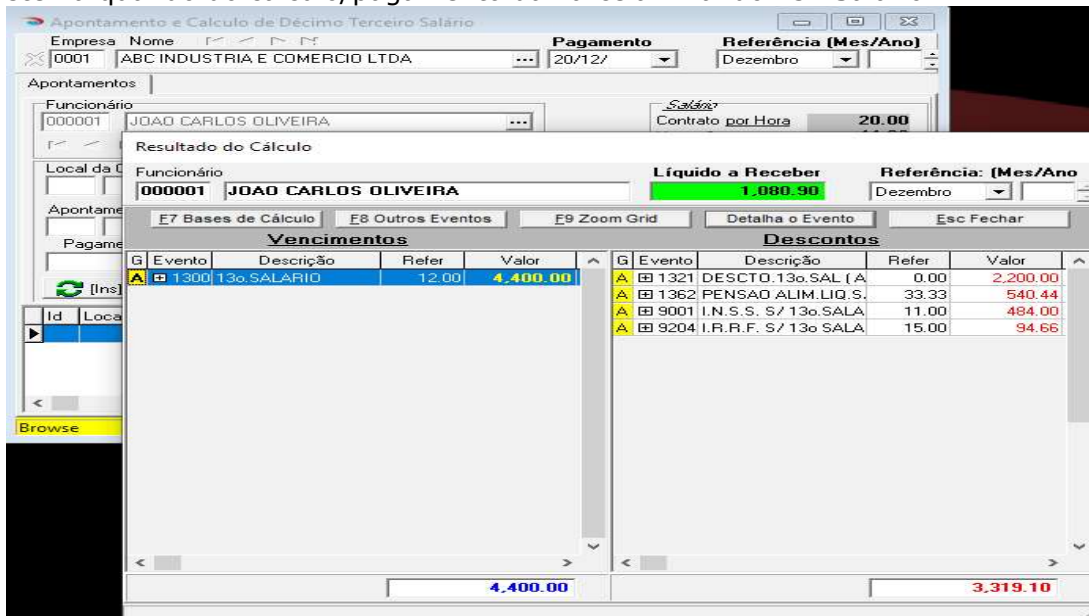 Apontamento e Calculo de Décimo Terceiro Salário
Empresa Nome Pagamento Referência (Mes/Ano)
0001 ABC INDUSTRIA E COMERCIO LTDA ... 20/12/ Dezembro
Apontamentos
Funcionário Salário
000001 JOAO CARLOS OLIVEIRA ... Contrato por Hora 20.00
Resultado do Cálculo
Local da
Funcionário Líquido a Receber Referência: (Mes/Ano
000001 JOAO CARLOS OLIVEIRA 1,080.90 Dezembro
Apontame
F7 Bases de Cálculo F8 Outros Eventos F9 Zoom Grid Detalha o Evento Esc Fechar
Pagame
Vencimentos Descontos
G Evento Descrição Refer Valor G Evento Descrição Refer Valor
A 1300 13o.SALARIO 12.00 4,400.00 A 1321 DESCTO.13o.SAL ( A 0.00 2,200.00
[Ins] A 1362 PENSAO ALIM.LIQ.S. 33.33 540.44
Id Loca A 9001 I.N.S.S. S/ 13o.SALA 11.00 484.00
A 9204 I.R.R.F. S/ 13o SALA 15.00 94.66
Browse
4,400.00 3,319.10